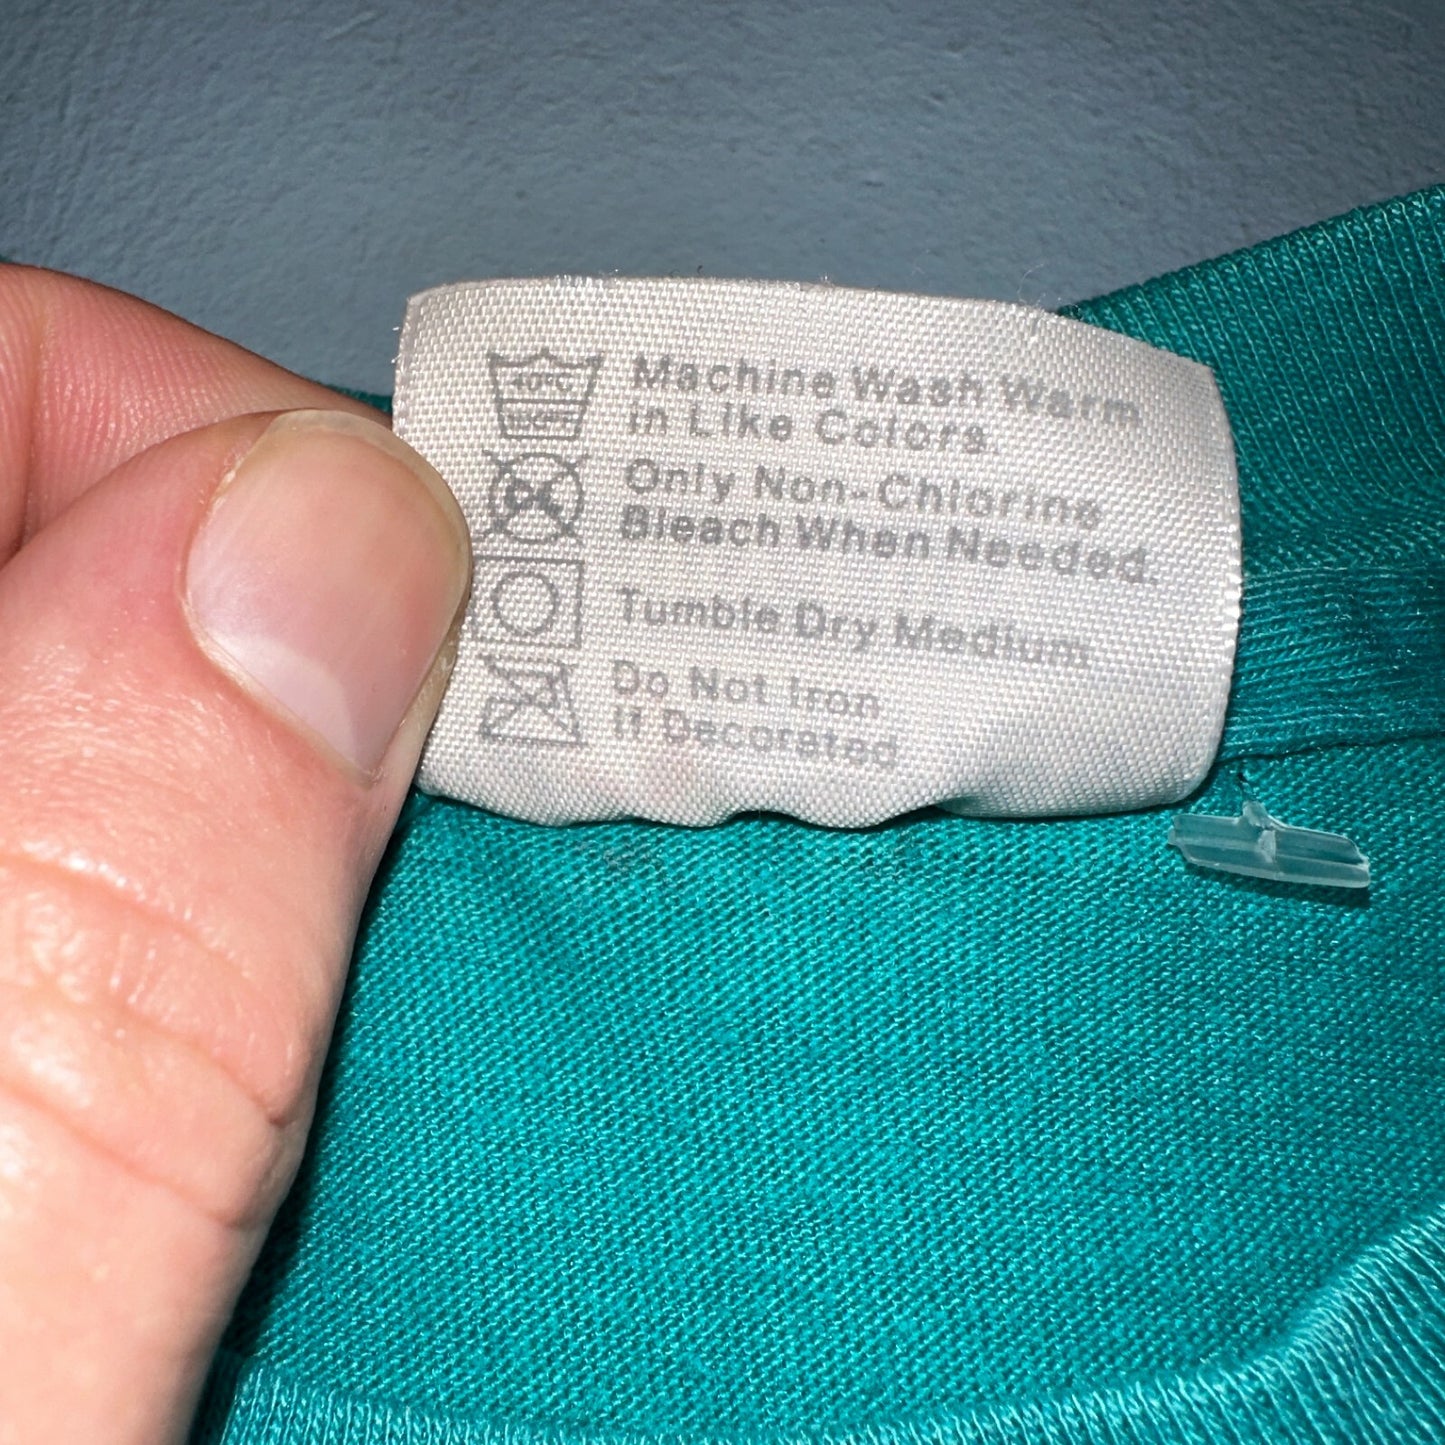 40°C
Machine Wash Warm
in Like Colors.
Only Non-Chlorine
Bleach When Needed.
Tumble Dry Medium.
Do Not Iron
If Decorated